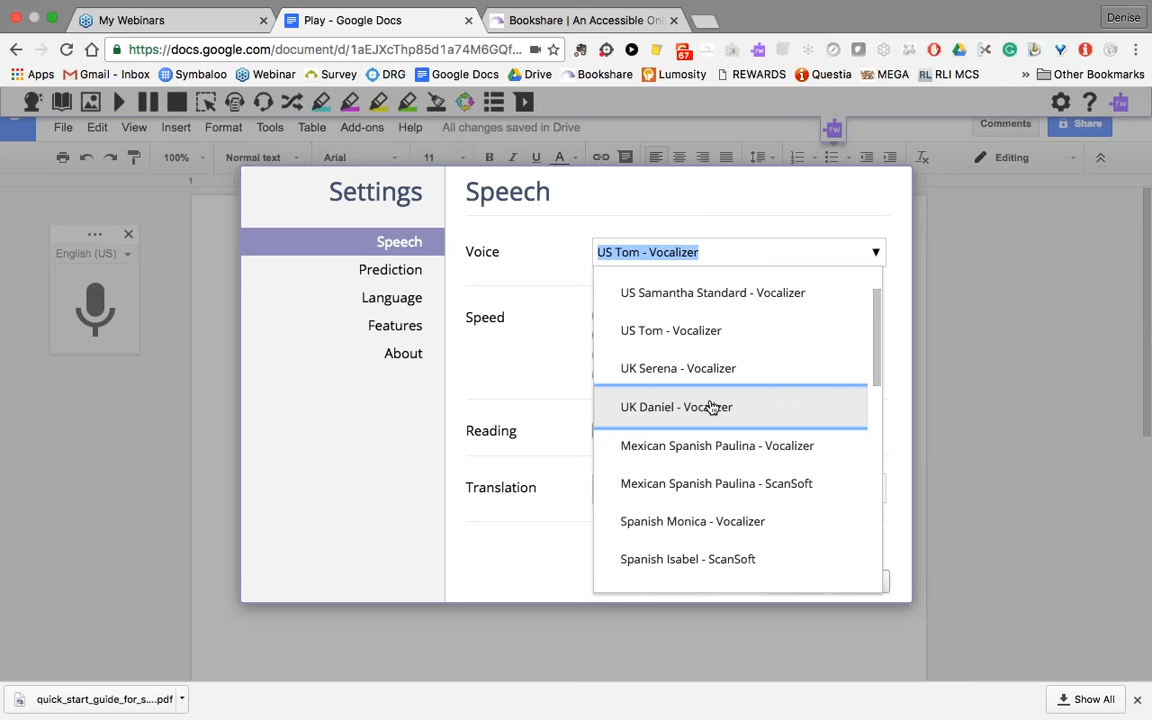 My Webinars
Play - Google Docs
Bookshare | An Accessible Onl
Denise
https://docs.google.com/document/d/1aEJXcThp85d1a74M6GQf...
67
Apps
Gmail - Inbox
Symbaloo
Webinar
Survey
DRG
Google Docs
Drive
Bookshare
Lumosity
REWARDS
Questia
MEGA
RL RLI MCS
»
Other Bookmarks
rw
File
Edit
View
Insert
Format
Tools
Table
Add-ons
Help
All changes saved in Drive
rw
Comments
Share
100%
Normal text
Arial
11
B
I
U
A
Editing
1
English (US)
Settings
Speech
Prediction
Language
Features
About
Speech
Voice
US Tom - Vocalizer
US Samantha Standard - Vocalizer
US Tom - Vocalizer
UK Serena - Vocalizer
UK Daniel - Vocalizer
Mexican Spanish Paulina - Vocalizer
Mexican Spanish Paulina - ScanSoft
Spanish Monica - Vocalizer
Spanish Isabel - ScanSoft
Speed
Reading
Translation
quick_start_guide_for_s....pdf
Show All